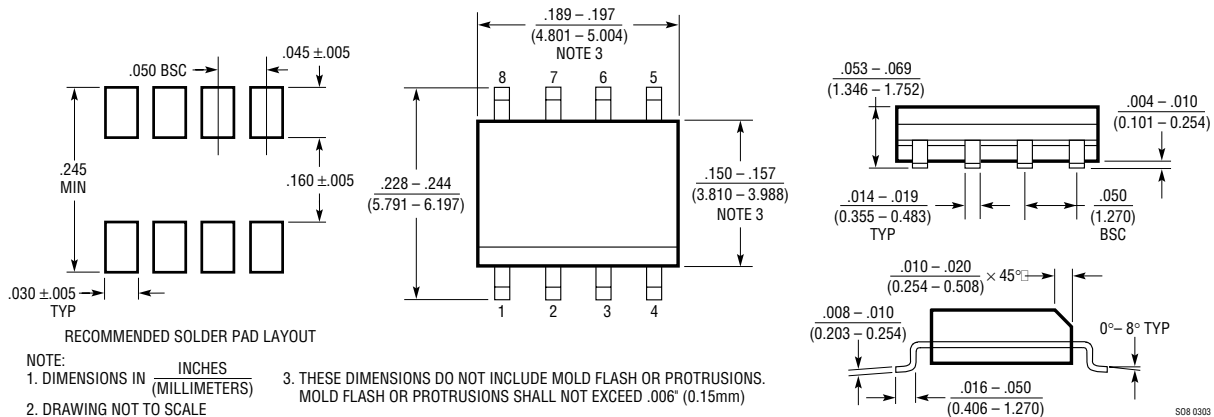 .050 BSC
.045 ±.005
.245
MIN
.160 ±.005
.030 ±.005
TYP
RECOMMENDED SOLDER PAD LAYOUT
.189 – .197
(4.801 – 5.004)
NOTE 3
8 7 6 5
.228 – .244
(5.791 – 6.197)
.150 – .157
(3.810 – 3.988)
NOTE 3
1 2 3 4
.053 – .069
(1.346 – 1.752)
.004 – .010
(0.101 – 0.254)
.014 – .019
(0.355 – 0.483)
TYP
.050
(1.270)
BSC
.010 – .020
(0.254 – 0.508)
× 45°
.008 – .010
(0.203 – 0.254)
0°– 8° TYP
.016 – .050
(0.406 – 1.270)
NOTE:
1. DIMENSIONS IN INCHES
(MILLIMETERS)
2. DRAWING NOT TO SCALE
3. THESE DIMENSIONS DO NOT INCLUDE MOLD FLASH OR PROTRUSIONS.
MOLD FLASH OR PROTRUSIONS SHALL NOT EXCEED .006" (0.15mm)
SO8 0303